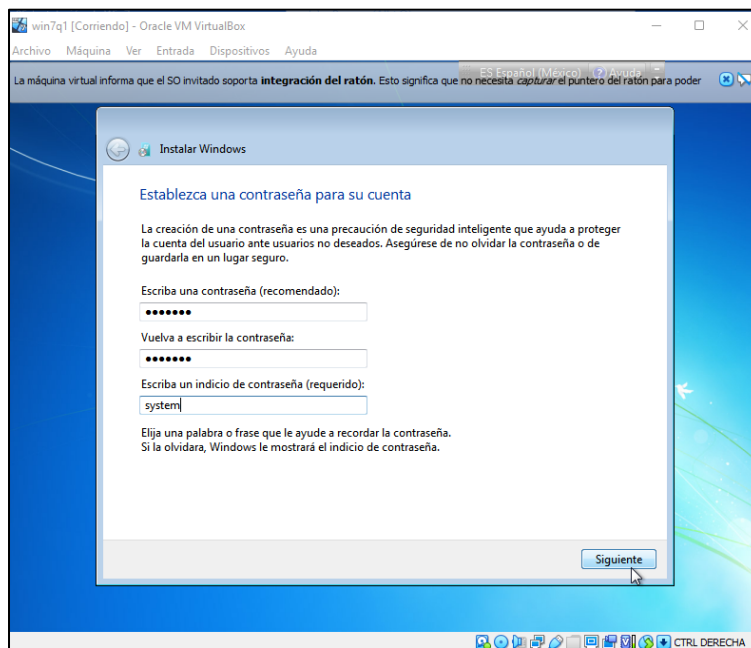 win7q1 [Corriendo] - Oracle VM VirtualBox
Archivo Máquina Ver Entrada Dispositivos Ayuda
ES Español (México) ? Ayuda
La máquina virtual informa que el SO invitado soporta integración del ratón. Esto significa que no necesita capturar el puntero del ratón para poder
Instalar Windows
Establezca una contraseña para su cuenta
La creación de una contraseña es una precaución de seguridad inteligente que ayuda a proteger
la cuenta del usuario ante usuarios no deseados. Asegúrese de no olvidar la contraseña o de
guardarla en un lugar seguro.
Escriba una contraseña (recomendado):
•••••••
Vuelva a escribir la contraseña:
•••••••
Escriba un indicio de contraseña (requerido):
system
Elija una palabra o frase que le ayude a recordar la contraseña.
Si la olvidara, Windows le mostrará el indicio de contraseña.
Siguiente
CTRL DERECHA